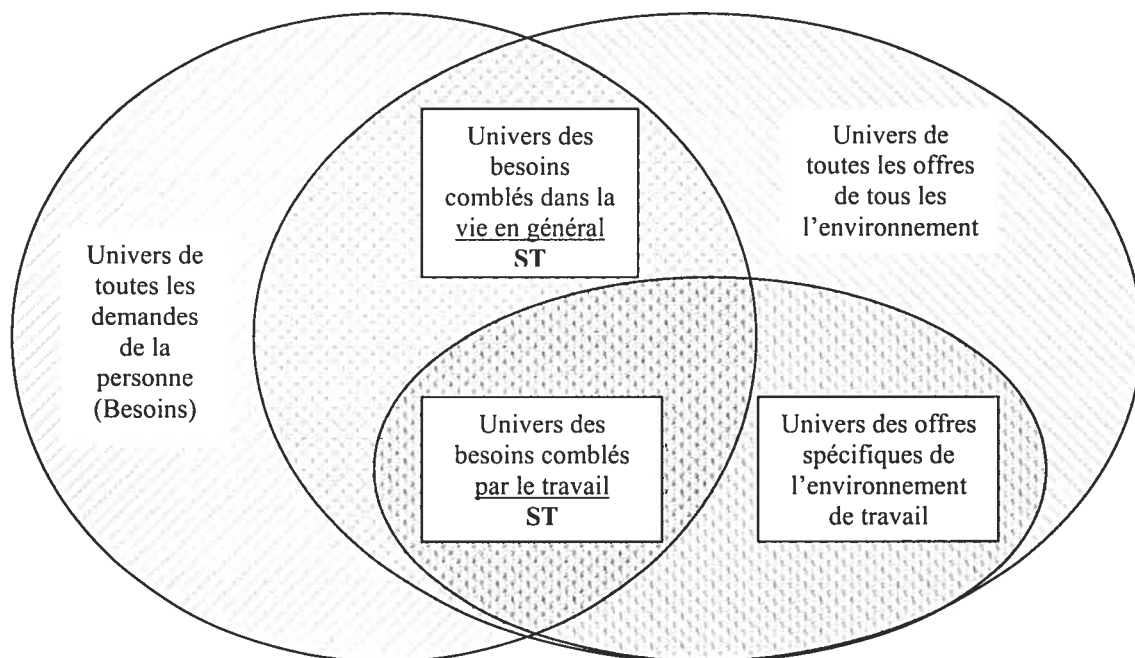 Univers de
toutes les
demandes
de la
personne
(Besoins)
Univers des
besoins
comblés dans la
vie en général
ST
Univers de
toutes les offres
de tous les
l'environnement
Univers des
besoins comblés
par le travail
ST
Univers des offres
spécifiques de
l'environnement
de travail